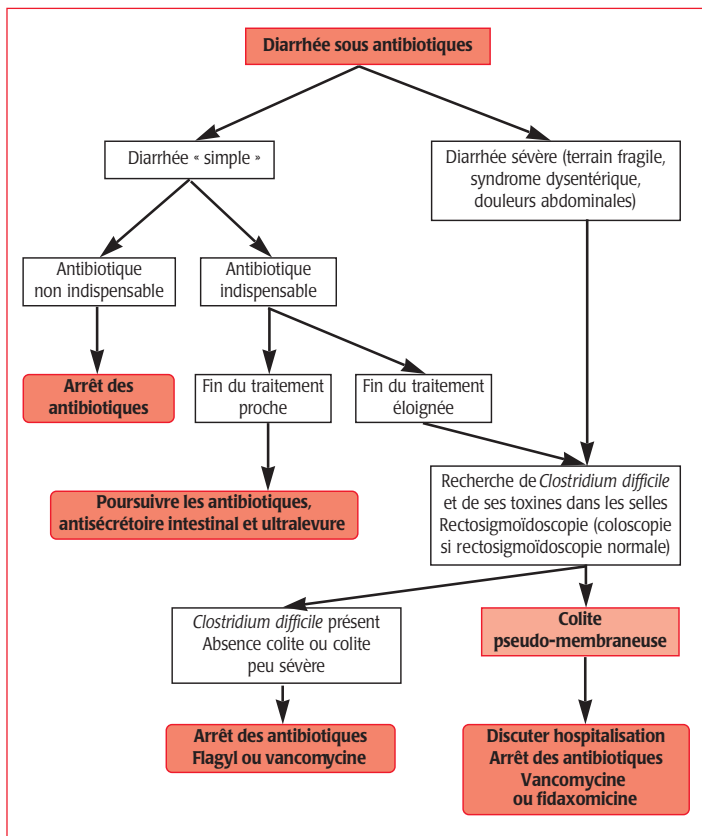 Diarrhée sous antibiotiques
Diarrhée « simple »
Diarrhée sévère (terrain fragile,
syndrome dysentérique,
douleurs abdominales)
Antibiotique
non indispensable
Antibiotique
indispensable
Arrêt des
antibiotiques
Fin du traitement
proche
Fin du traitement
éloignée
Poursuivre les antibiotiques,
antisécrétoire intestinal et ultralevure
Recherche de Clostridium difficile
et de ses toxines dans les selles
Rectosigmoïdoscopie (coloscopie
si rectosigmoïdoscopie normale)
Clostridium difficile présent
Absence colite ou colite
peu sévère
Colite
pseudo-membraneuse
Arrêt des antibiotiques
Flagyl ou vancomycine
Discuter hospitalisation
Arrêt des antibiotiques
Vancomycine
ou fidaxomicine